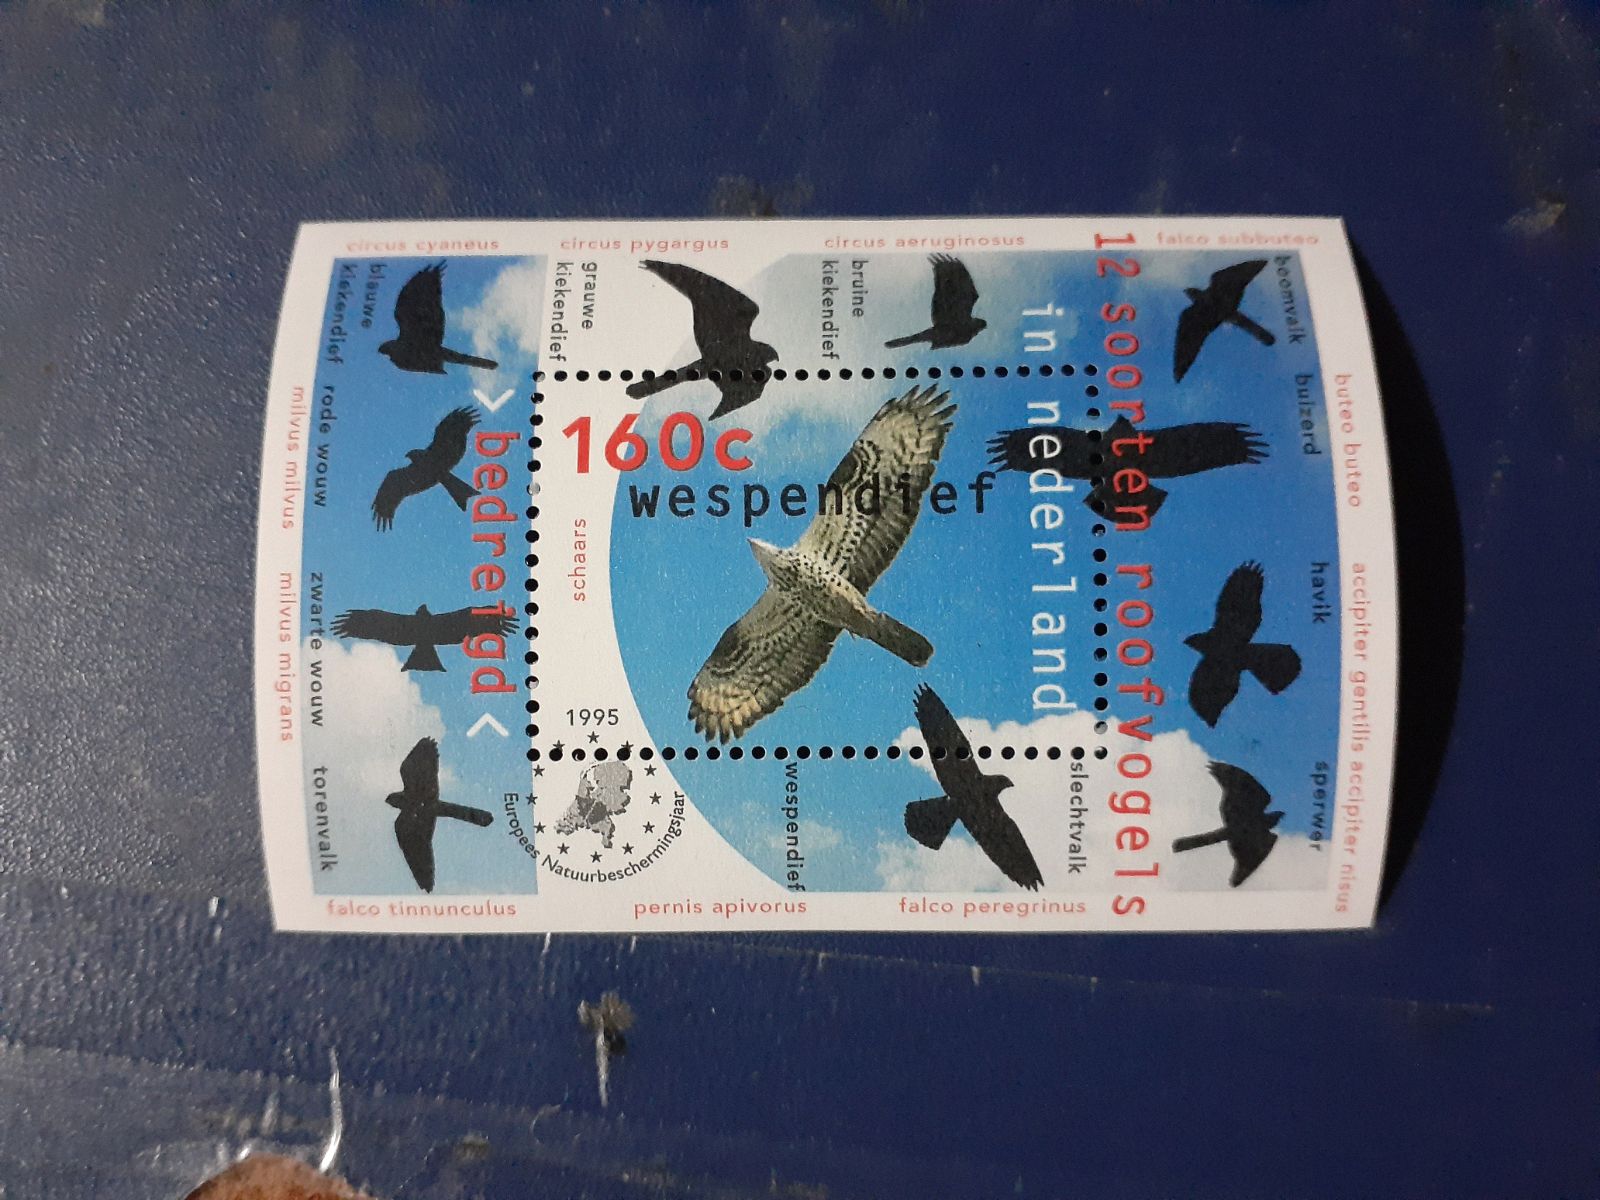 circus cyaneus
circus pygargus
circus aeruginosus
falco subbuteo
blauwe
kiekendief
grauwe
kiekendief
bruine
kiekendief
boomvalk
12 soorten roofvogels
in nederland
> bedreigd <
160c
wespendief
schaars
buizerd
buteo buteo
rode wouw
milvus milvus
havik
accipiter gentilis
zwarte wouw
milvus migrans
1995
Europees Natuurbeschermingsjaar
wespendief
slechtvalk
sperwer
accipiter nisus
torenvalk
falco tinnunculus
pernis apivorus
falco peregrinus